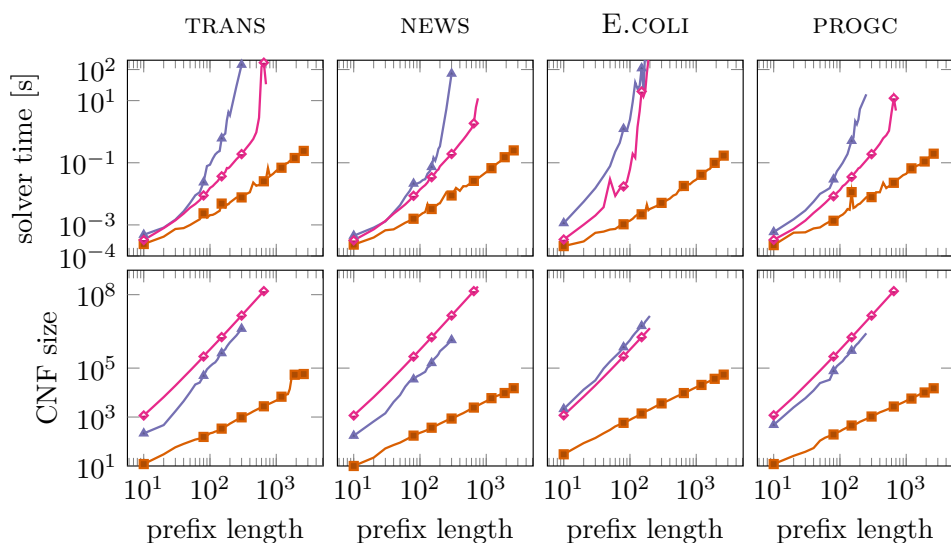 TRANS NEWS E.COLI PROGC
solver time [s]
10^2
10^1
10^−1
10^−3
10^−4
CNF size
10^8
10^5
10^3
10^1
10^1 10^2 10^3 10^1 10^2 10^3 10^1 10^2 10^3 10^1 10^2 10^3
prefix length prefix length prefix length prefix length